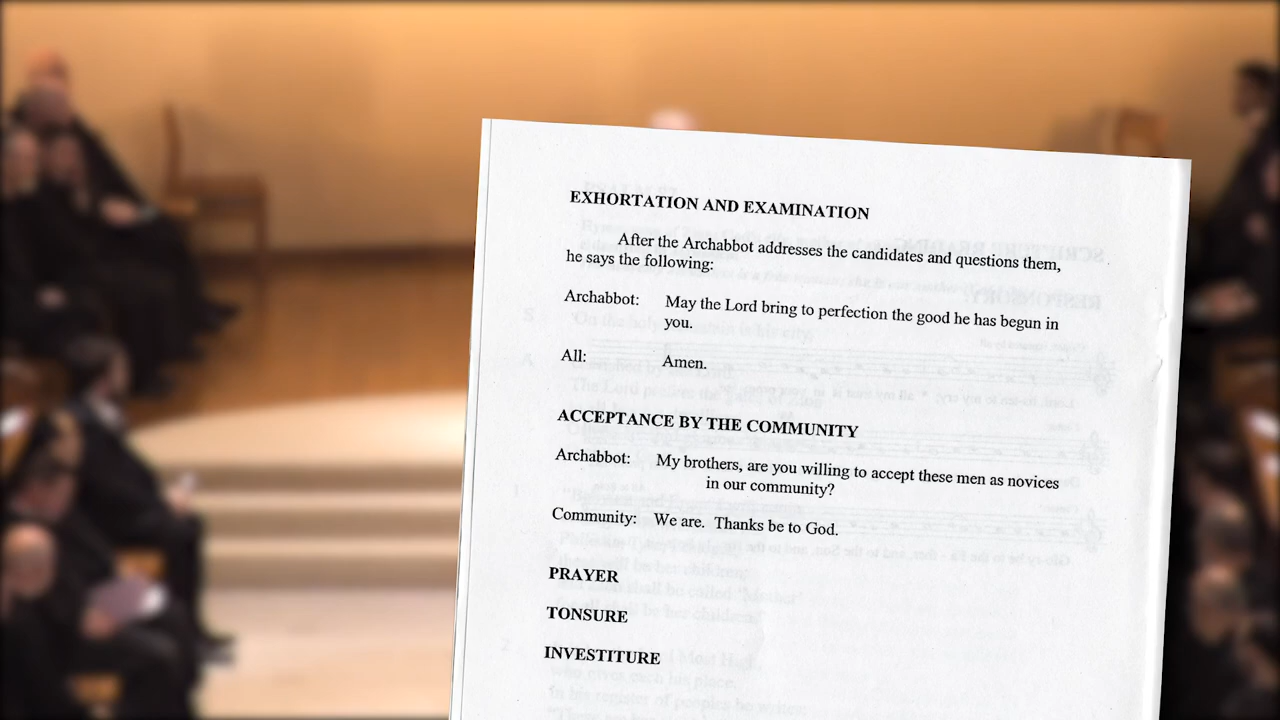 EXHORTATION AND EXAMINATION
After the Archabbot addresses the candidates and questions them,
he says the following:
Archabbot: May the Lord bring to perfection the good he has begun in
you.
All: Amen.
ACCEPTANCE BY THE COMMUNITY
Archabbot: My brothers, are you willing to accept these men as novices
in our community?
Community: We are. Thanks be to God.
PRAYER
TONSURE
INVESTITURE